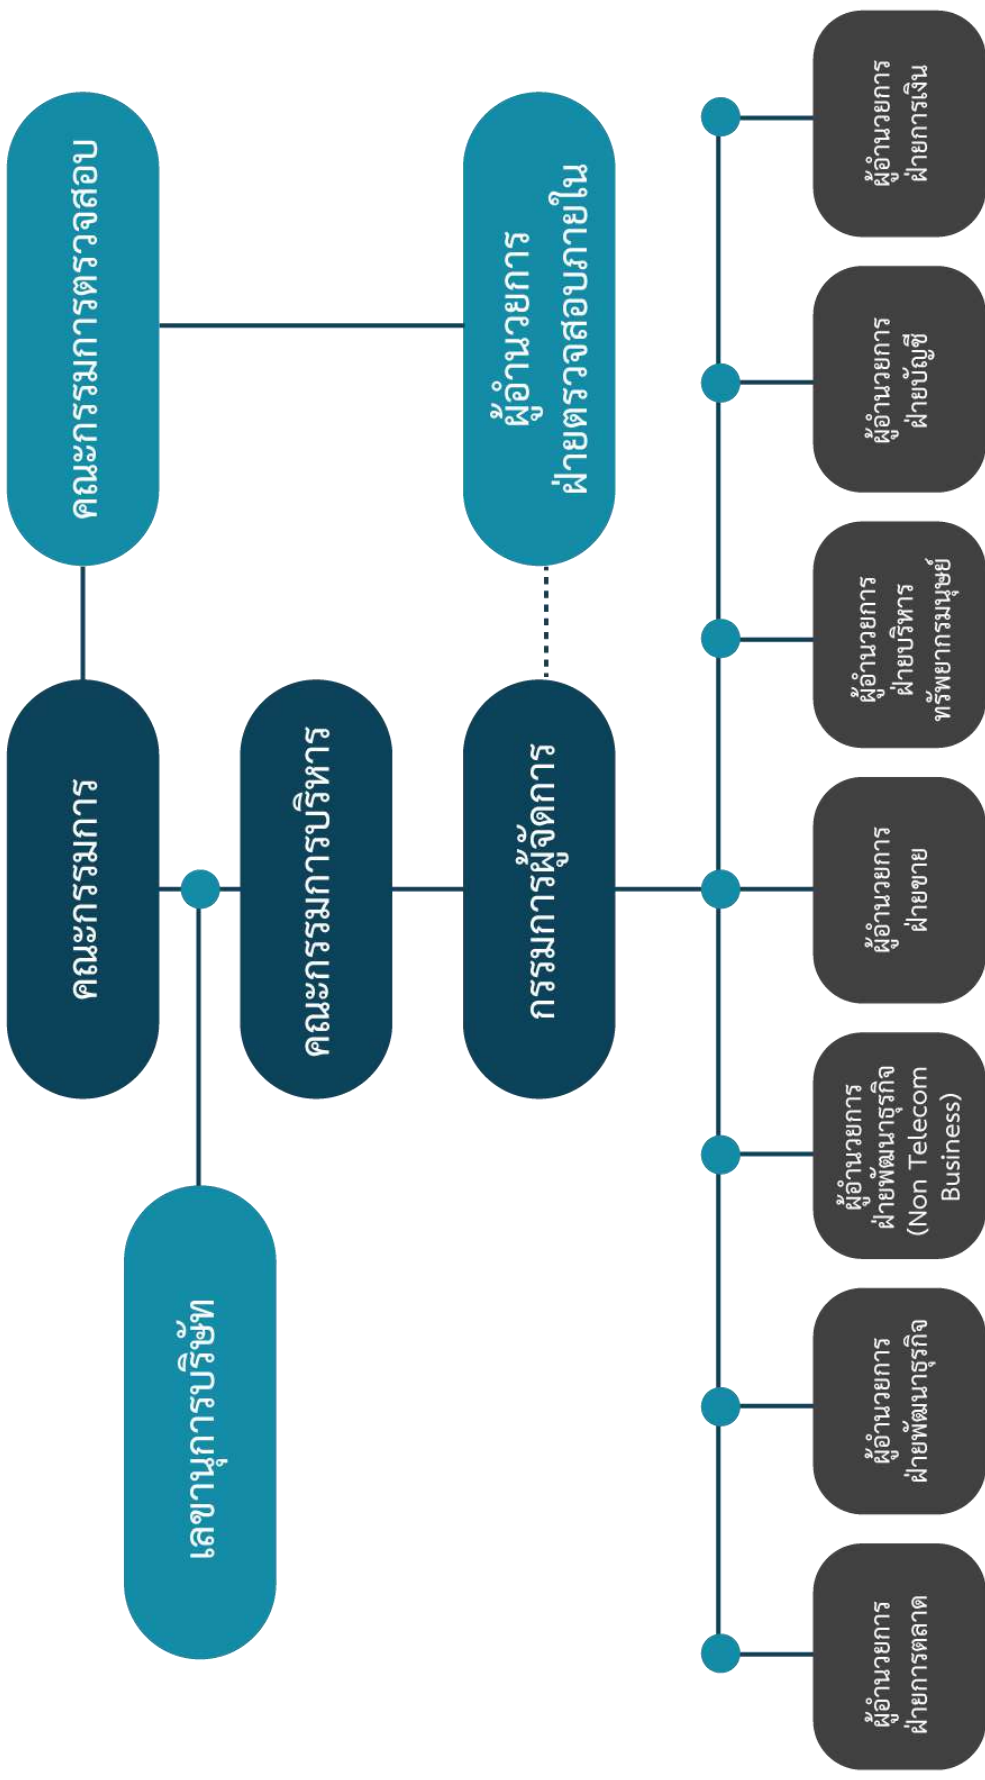 คณะกรรมการ
คณะกรรมการตรวจสอบ
เลขานุการบริษัท
คณะกรรมการบริหาร
กรรมการผู้จัดการ
ผู้อำนวยการ
ฝ่ายตรวจสอบภายใน
ผู้อำนวยการ
ฝ่ายการตลาด
ผู้อำนวยการ
ฝ่ายพัฒนาธุรกิจ
ผู้อำนวยการ
ฝ่ายพัฒนาธุรกิจ
(Non Telecom
Business)
ผู้อำนวยการ
ฝ่ายขาย
ผู้อำนวยการ
ฝ่ายบริหาร
ทรัพยากรมนุษย์
ผู้อำนวยการ
ฝ่ายบัญชี
ผู้อำนวยการ
ฝ่ายการเงิน